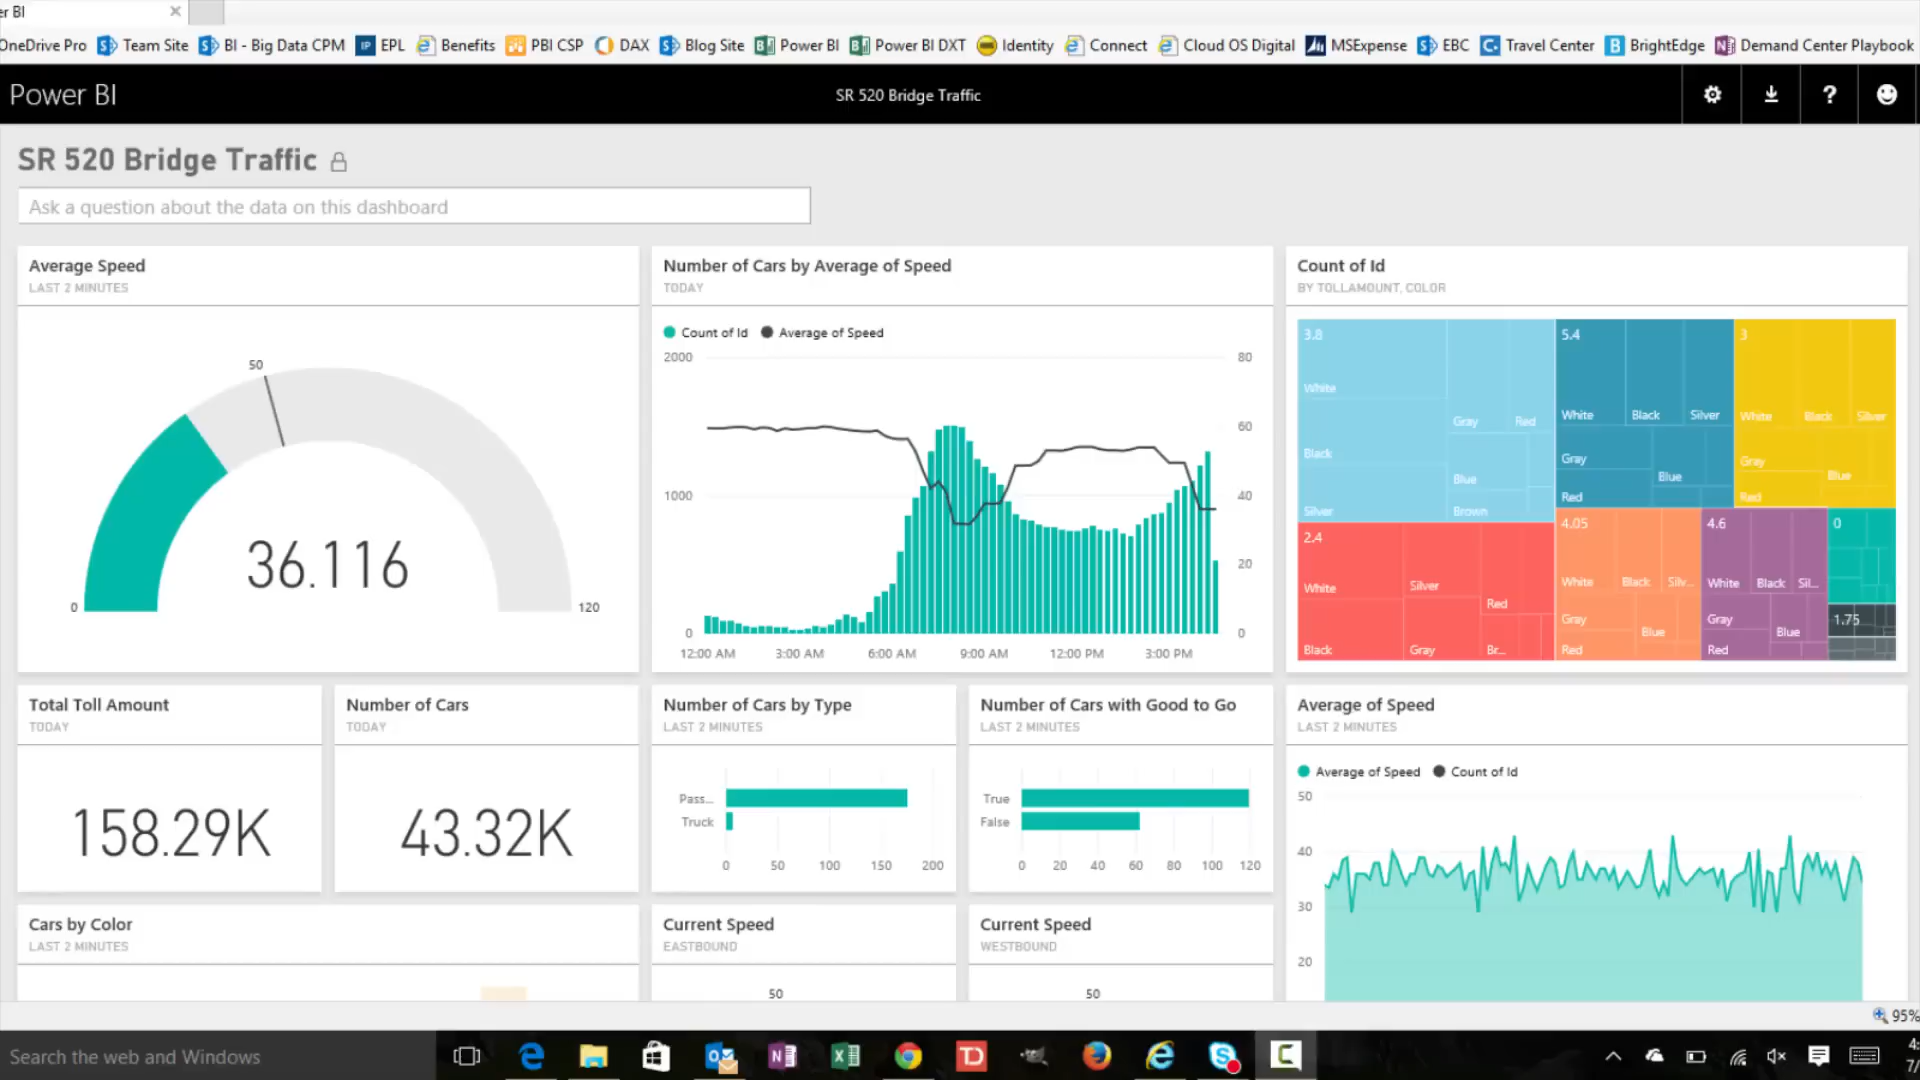 er BI
OneDrive Pro Team Site BI - Big Data CPM EPL Benefits PBI CSP DAX Blog Site Power BI Power BI DXT Identity Connect Cloud OS Digital MSExpense EBC Travel Center BrightEdge Demand Center Playbook
Power BI
SR 520 Bridge Traffic
SR 520 Bridge Traffic
Ask a question about the data on this dashboard
Average Speed
LAST 2 MINUTES
50
36.116
0
120
Number of Cars by Average of Speed
TODAY
Count of Id Average of Speed
2000 80
60
1000 40
20
0 0
12:00 AM 3:00 AM 6:00 AM 9:00 AM 12:00 PM 3:00 PM
Count of Id
BY TOLLAMOUNT, COLOR
3.8
White
Gray Red
Black
Blue
Silver
Brown
5.4
White Black Silver
Gray
Blue
Red
3
White Black Silver
Gray
Blue
Red
2.4
White
Silver
Red
Black
Gray
Br...
4.05
White Black Silv...
Gray
Blue
Red
4.6
White Black Sil...
Gray
Blue
Red
0
1.75
Total Toll Amount
TODAY
158.29K
Number of Cars
TODAY
43.32K
Number of Cars by Type
LAST 2 MINUTES
Pass...
Truck
0 50 100 150 200
Number of Cars with Good to Go
LAST 2 MINUTES
True
False
0 20 40 60 80 100 120
Average of Speed
LAST 2 MINUTES
Average of Speed Count of Id
50
40
30
20
Cars by Color
LAST 2 MINUTES
Current Speed
EASTBOUND
50
Current Speed
WESTBOUND
50
95%
Search the web and Windows
4:
7/